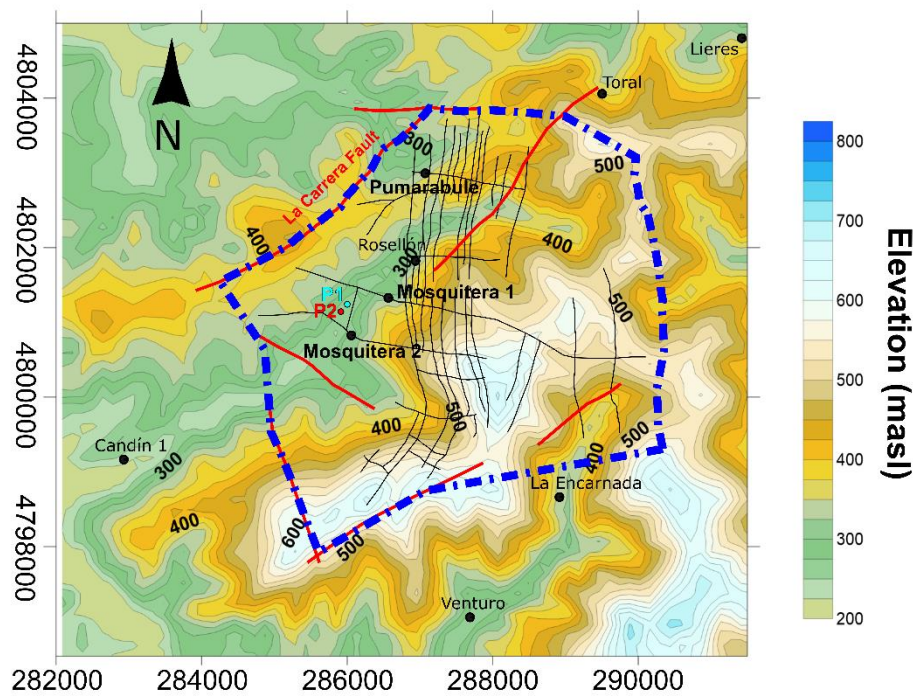 Lieres
Toral
4804000
N
300
500
La Carrera Fault
Pumarabule
400
Rosellón
400
4802000
300
P1
Mosquitera 1
500
P2
Mosquitera 2
4800000
500
400
500
Candín 1
300
400
La Encarnada
400
600
500
4798000
Venturo
282000
284000
286000
288000
290000
800
700
600
500
400
300
200
Elevation (masl)